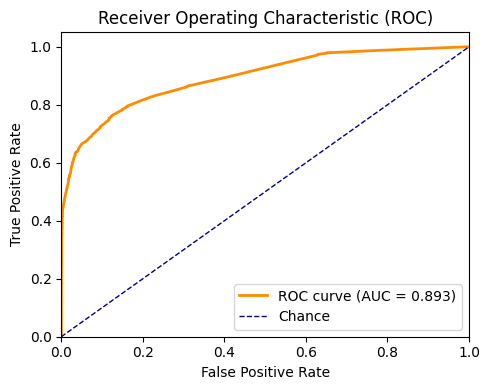 Receiver Operating Characteristic (ROC)
True Positive Rate
1.0
0.8
0.6
0.4
0.2
0.0
ROC curve (AUC = 0.893)
Chance
0.0 0.2 0.4 0.6 0.8 1.0
False Positive Rate